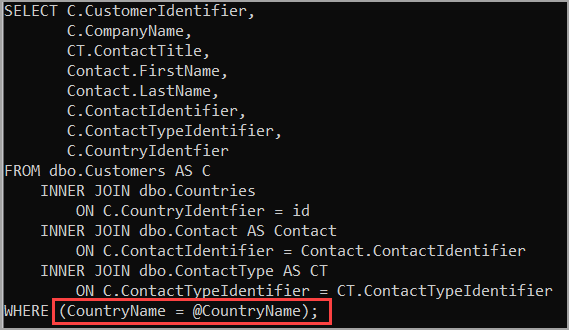 SELECT C.CustomerIdentifier,
C.CompanyName,
CT.ContactTitle,
Contact.FirstName,
Contact.LastName,
C.ContactIdentifier,
C.ContactTypeIdentifier,
C.CountryIdentfier
FROM dbo.Customers AS C
INNER JOIN dbo.Countries
ON C.CountryIdentfier = id
INNER JOIN dbo.Contact AS Contact
ON C.ContactIdentifier = Contact.ContactIdentifier
INNER JOIN dbo.ContactType AS CT
ON C.ContactTypeIdentifier = CT.ContactTypeIdentifier
WHERE (CountryName = @CountryName);